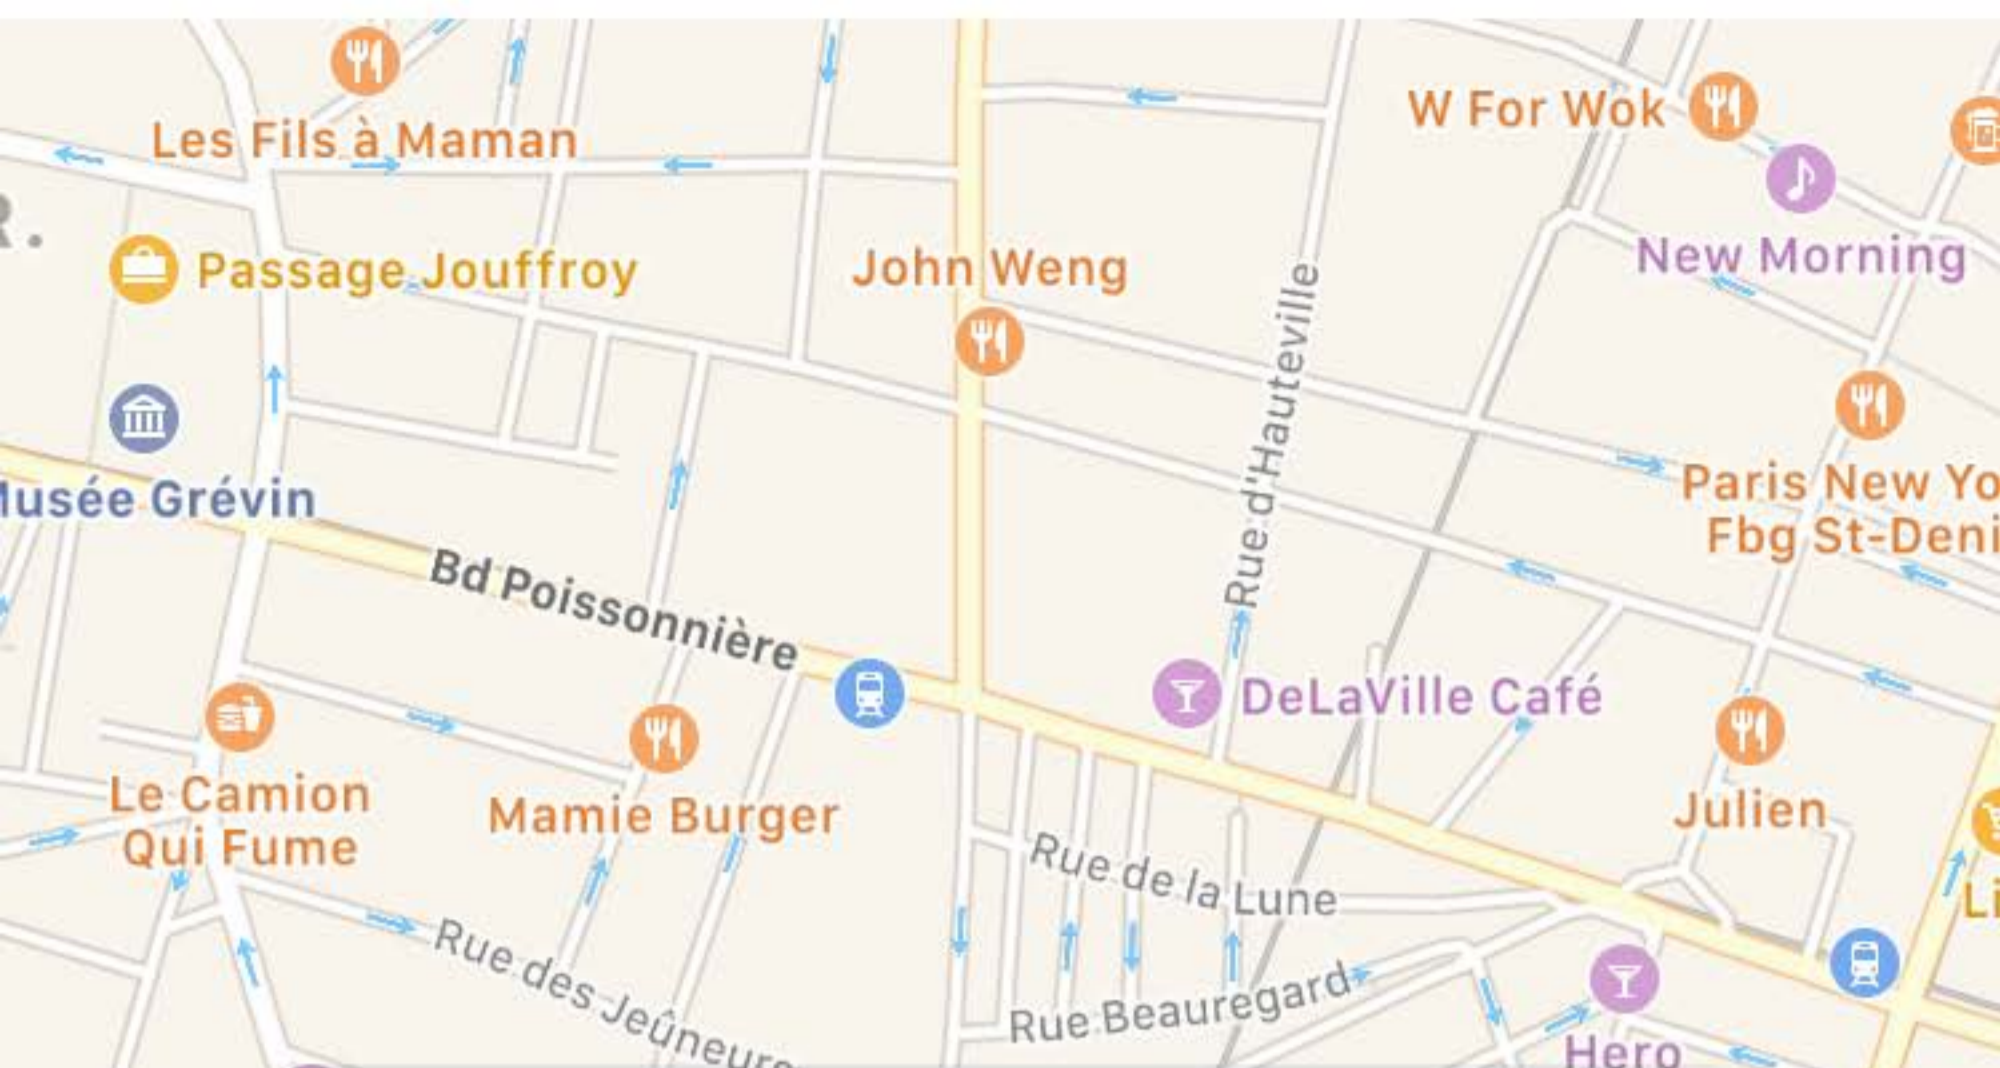 Les Fils à Maman
W For Wok
R.
Passage Jouffroy
John Weng
New Morning
Rue d'Hauteville
Musée Grévin
Paris New Yo
Fbg St-Deni
Bd Poissonnière
DeLaVille Café
Le Camion
Qui Fume
Mamie Burger
Julien
Rue de la Lune
Li
Rue des Jeûneurs
Rue Beauregard
Hero